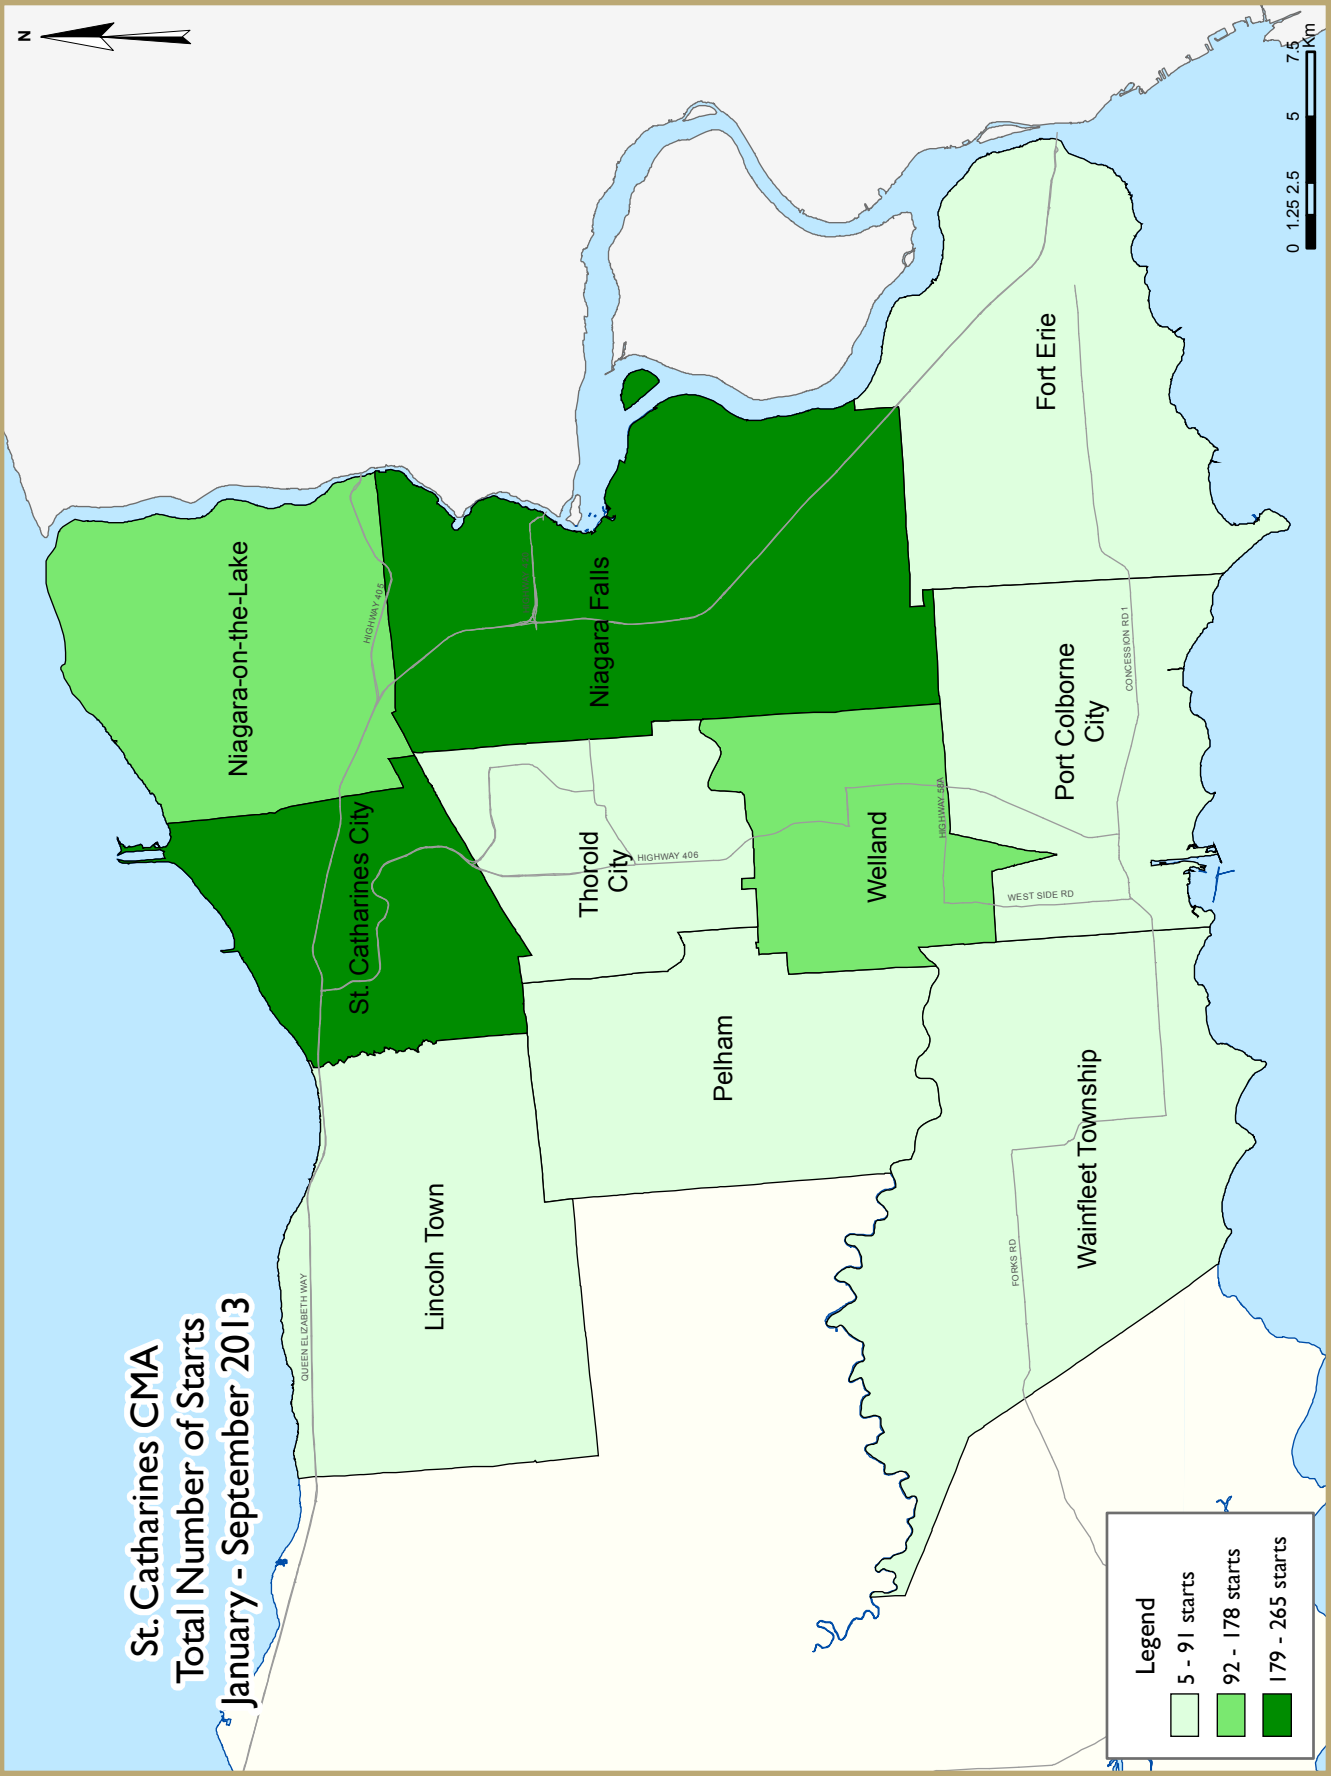 St. Catharines CMA
Total Number of Starts
January - September 2013
N
Niagara-on-the-Lake
HIGHWAY 405
St. Catharines City
QUEEN ELIZABETH WAY
Lincoln Town
Niagara Falls
Thorold
City
HIGHWAY 406
Pelham
Welland
HIGHWAY 58A
Fort Erie
Port Colborne
City
CONCESSION RD 1
WEST SIDE RD
Wainfleet Township
FORKS RD
Legend
5 - 91 starts
92 - 178 starts
179 - 265 starts
0 1.25 2.5 5 7.5
Km